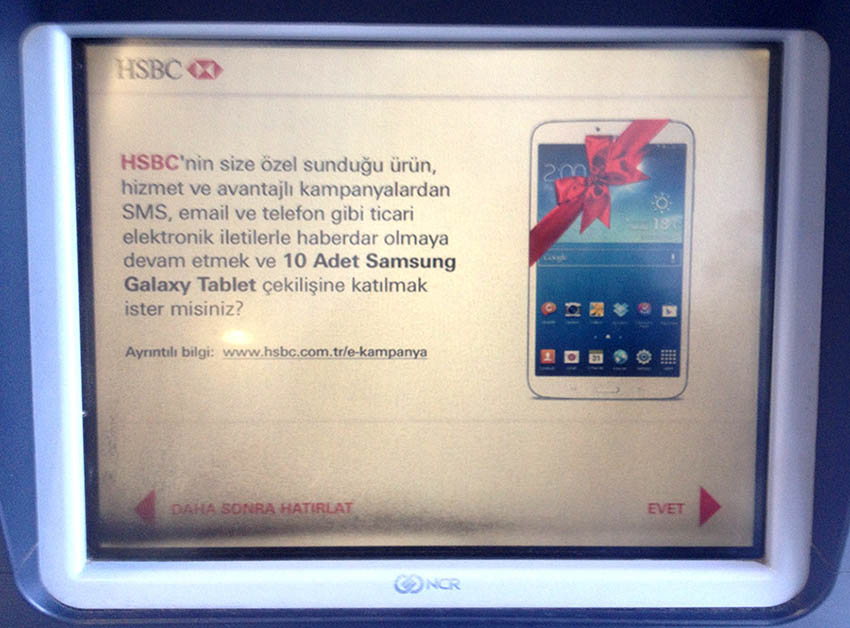 HSBC
HSBC'nin size özel sunduğu ürün,
hizmet ve avantajlı kampanyalardan
SMS, email ve telefon gibi ticari
elektronik iletilerle haberdar olmaya
devam etmek ve 10 Adet Samsung
Galaxy Tablet çekilişine katılmak
ister misiniz?
Ayrıntılı bilgi: www.hsbc.com.tr/e-kampanya
2:00
18°
Google
31
DAHA SONRA HATIRLAT
EVET
NCR